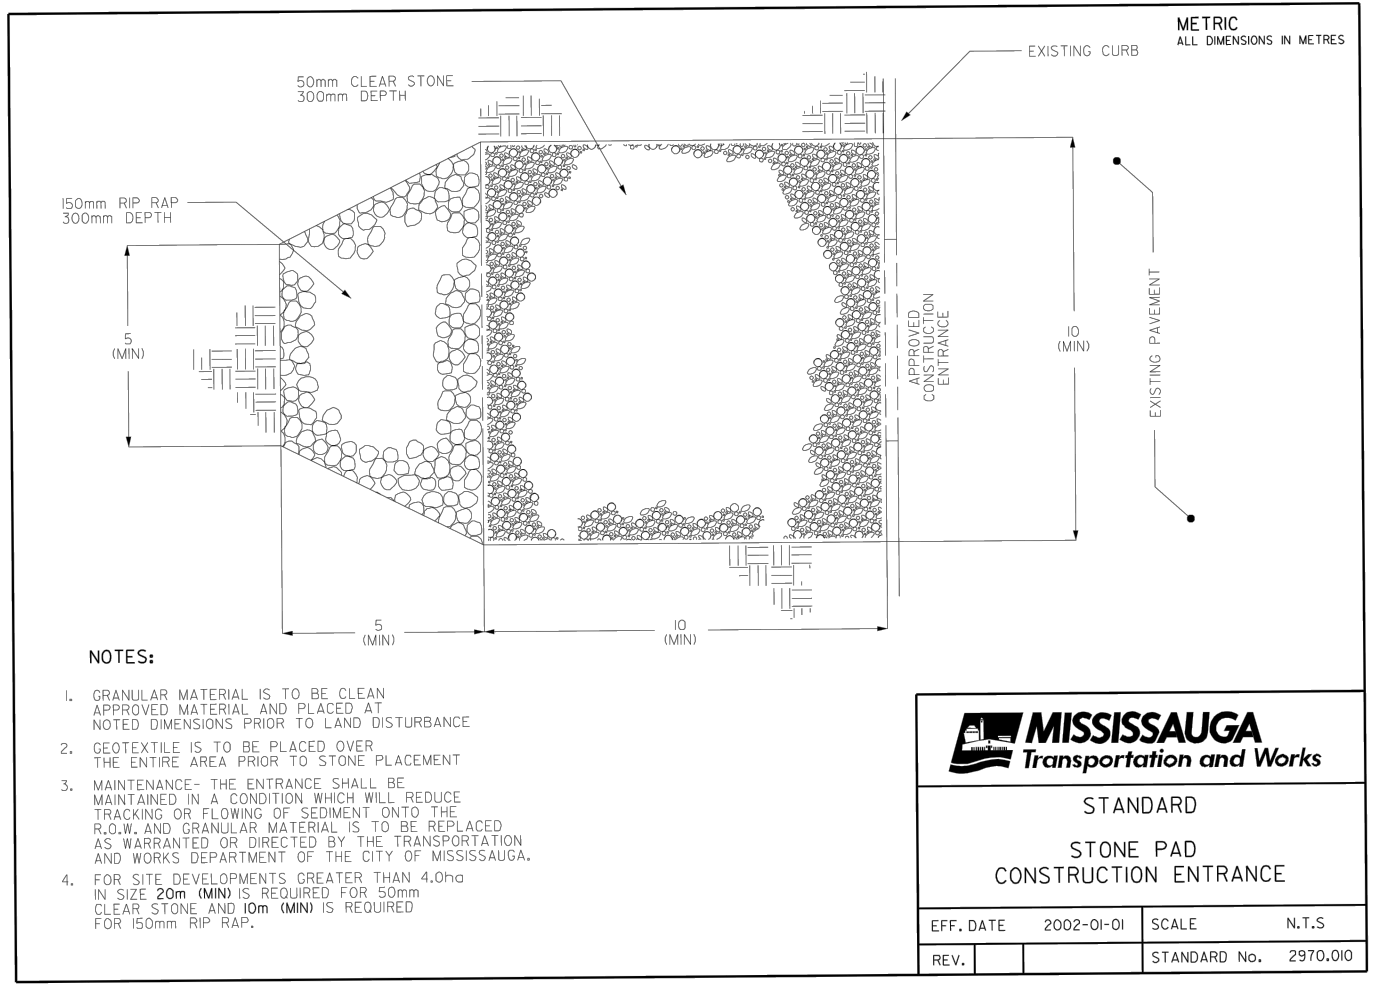 METRIC
ALL DIMENSIONS IN METRES
EXISTING CURB
50mm CLEAR STONE
300mm DEPTH
150mm RIP RAP
300mm DEPTH
5
(MIN)
APPROVED
CONSTRUCTION
ENTRANCE
10
(MIN)
EXISTING PAVEMENT
5
(MIN)
10
(MIN)
NOTES:
1. GRANULAR MATERIAL IS TO BE CLEAN
APPROVED MATERIAL AND PLACED AT
NOTED DIMENSIONS PRIOR TO LAND DISTURBANCE
2. GEOTEXTILE IS TO BE PLACED OVER
THE ENTIRE AREA PRIOR TO STONE PLACEMENT
3. MAINTENANCE- THE ENTRANCE SHALL BE
MAINTAINED IN A CONDITION WHICH WILL REDUCE
TRACKING OR FLOWING OF SEDIMENT ONTO THE
R.O.W. AND GRANULAR MATERIAL IS TO BE REPLACED
AS WARRANTED OR DIRECTED BY THE TRANSPORTATION
AND WORKS DEPARTMENT OF THE CITY OF MISSISSAUGA.
4. FOR SITE DEVELOPMENTS GREATER THAN 4.0ha
IN SIZE 20m (MIN) IS REQUIRED FOR 50mm
CLEAR STONE AND 10m (MIN) IS REQUIRED
FOR 150mm RIP RAP.
MISSISSAUGA
Transportation and Works
STANDARD
STONE PAD
CONSTRUCTION ENTRANCE
EFF. DATE 2002-01-01 SCALE N.T.S
REV. STANDARD No. 2970.010